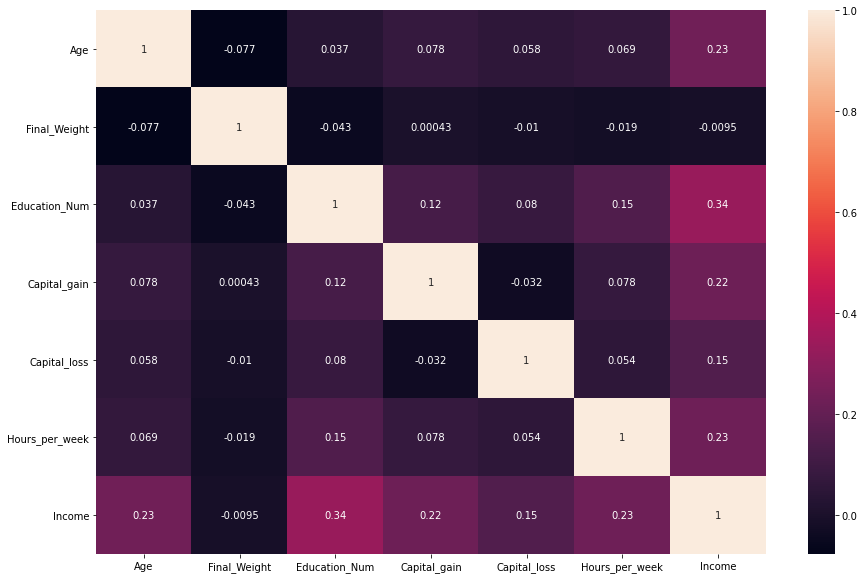 Age 1 -0.077 0.037 0.078 0.058 0.069 0.23
Final_Weight -0.077 1 -0.043 0.00043 -0.01 -0.019 -0.0095
Education_Num 0.037 -0.043 1 0.12 0.08 0.15 0.34
Capital_gain 0.078 0.00043 0.12 1 -0.032 0.078 0.22
Capital_loss 0.058 -0.01 0.08 -0.032 1 0.054 0.15
Hours_per_week 0.069 -0.019 0.15 0.078 0.054 1 0.23
Income 0.23 -0.0095 0.34 0.22 0.15 0.23 1
Age Final_Weight Education_Num Capital_gain Capital_loss Hours_per_week Income
1.0
0.8
0.6
0.4
0.2
0.0